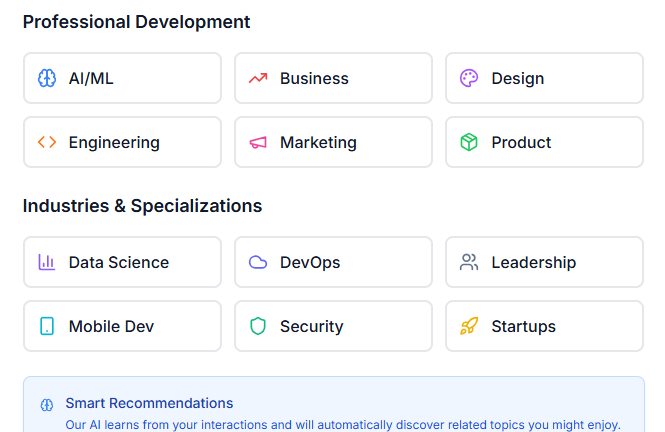 Professional Development
AI/ML Business Design
Engineering Marketing Product
Industries & Specializations
Data Science DevOps Leadership
Mobile Dev Security Startups
Smart Recommendations
Our AI learns from your interactions and will automatically discover related topics you might enjoy.